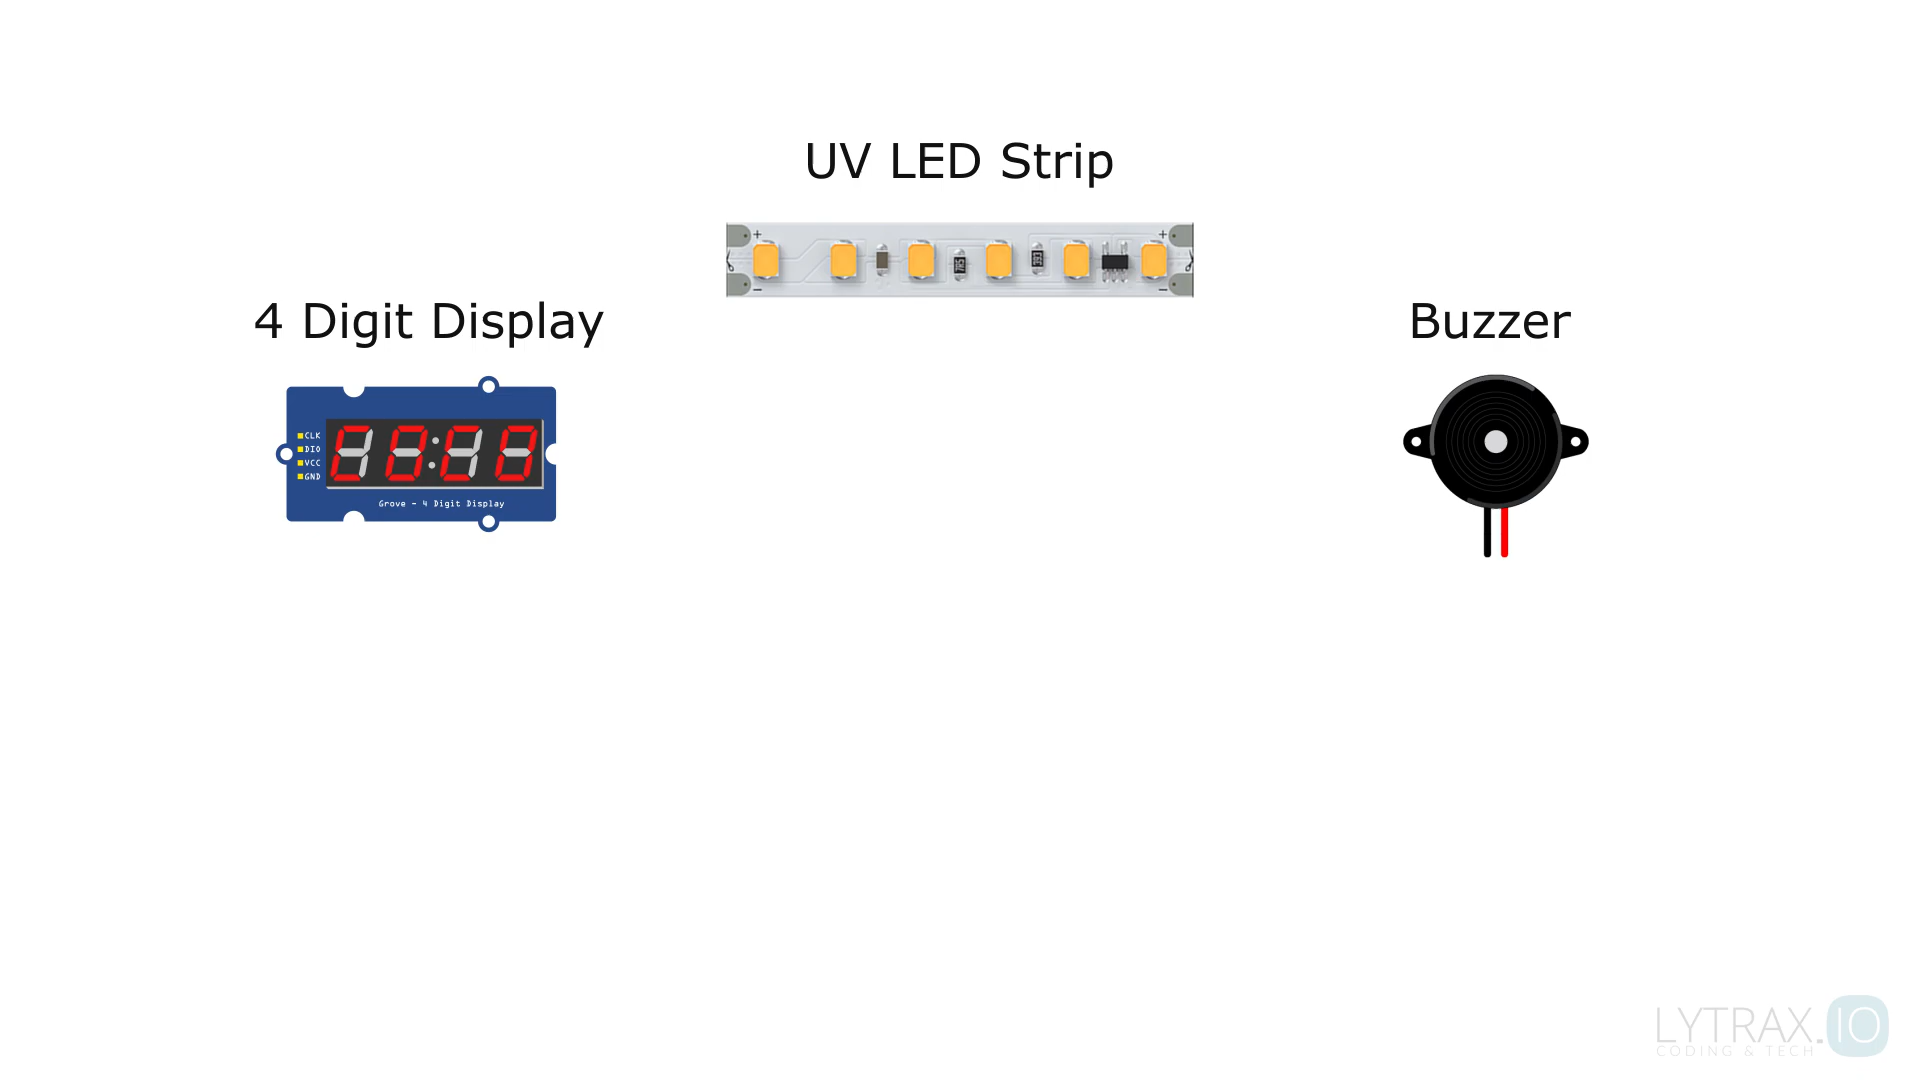 UV LED Strip
4 Digit Display
Buzzer
CLK
DIO
VCC
GND
Grove - 4 Digit Display
+
+
-
-
LYTRAX.IO
CODING & TECH